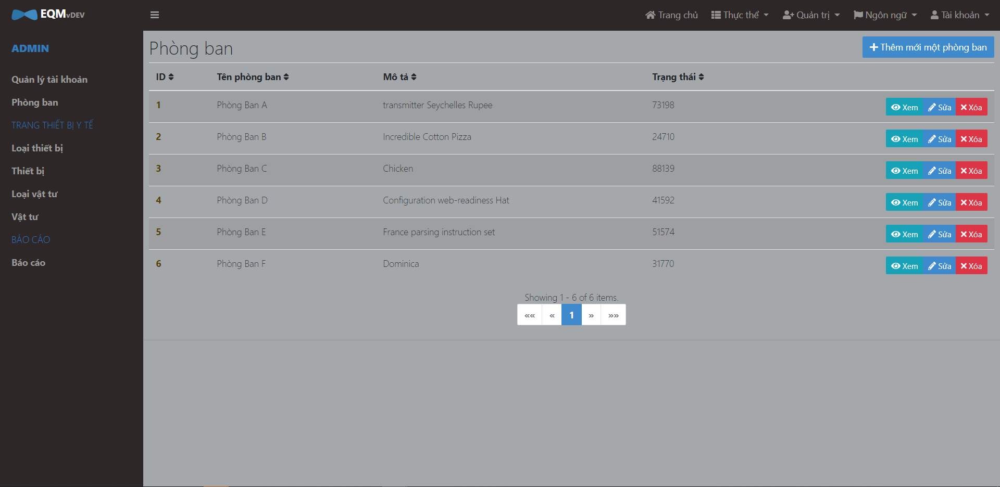 EQMvDEV
Trang chủ Thực thể Quản trị Ngôn ngữ Tài khoản
ADMIN
Quản lý tài khoản
Phòng ban
TRANG THIẾT BỊ Y TẾ
Loại thiết bị
Thiết bị
Loại vật tư
Vật tư
BÁO CÁO
Báo cáo
Phòng ban
Thêm mới một phòng ban
ID Tên phòng ban Mô tả Trạng thái
1 Phòng Ban A transmitter Seychelles Rupee 73198 Xem Sửa Xóa
2 Phòng Ban B Incredible Cotton Pizza 24710 Xem Sửa Xóa
3 Phòng Ban C Chicken 88139 Xem Sửa Xóa
4 Phòng Ban D Configuration web-readiness Hat 41592 Xem Sửa Xóa
5 Phòng Ban E France parsing instruction set 51574 Xem Sửa Xóa
6 Phòng Ban F Dominica 31770 Xem Sửa Xóa
Showing 1 - 6 of 6 items.
«« « 1 » »»